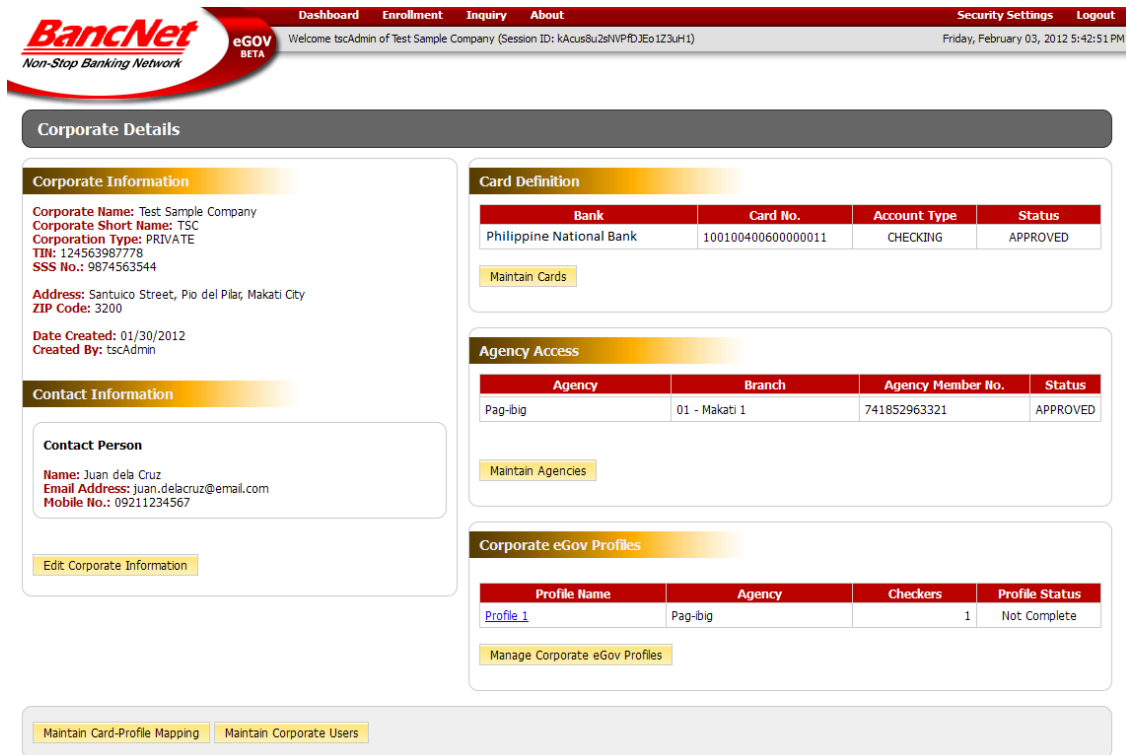 Dashboard Enrollment Inquiry About Security Settings Logout
BancNet
eGOV
BETA
Non-Stop Banking Network
Welcome tscAdmin of Test Sample Company (Session ID: kAcus8u2sNVPfDJEo1Z3uH1) Friday, February 03, 2012 5:42:51 PM
Corporate Details
Corporate Information
Corporate Name: Test Sample Company
Corporate Short Name: TSC
Corporation Type: PRIVATE
TIN: 124563987778
SSS No.: 9874563544
Address: Santuico Street, Pio del Pilar, Makati City
ZIP Code: 3200
Date Created: 01/30/2012
Created By: tscAdmin
Contact Information
Contact Person
Name: Juan dela Cruz
Email Address: juan.delacruz@email.com
Mobile No.: 09211234567
Edit Corporate Information
Card Definition
Bank Card No. Account Type Status
Philippine National Bank 100100400600000011 CHECKING APPROVED
Maintain Cards
Agency Access
Agency Branch Agency Member No. Status
Pag-ibig 01 - Makati 1 741852963321 APPROVED
Maintain Agencies
Corporate eGov Profiles
Profile Name Agency Checkers Profile Status
Profile 1 Pag-ibig 1 Not Complete
Manage Corporate eGov Profiles
Maintain Card-Profile Mapping Maintain Corporate Users